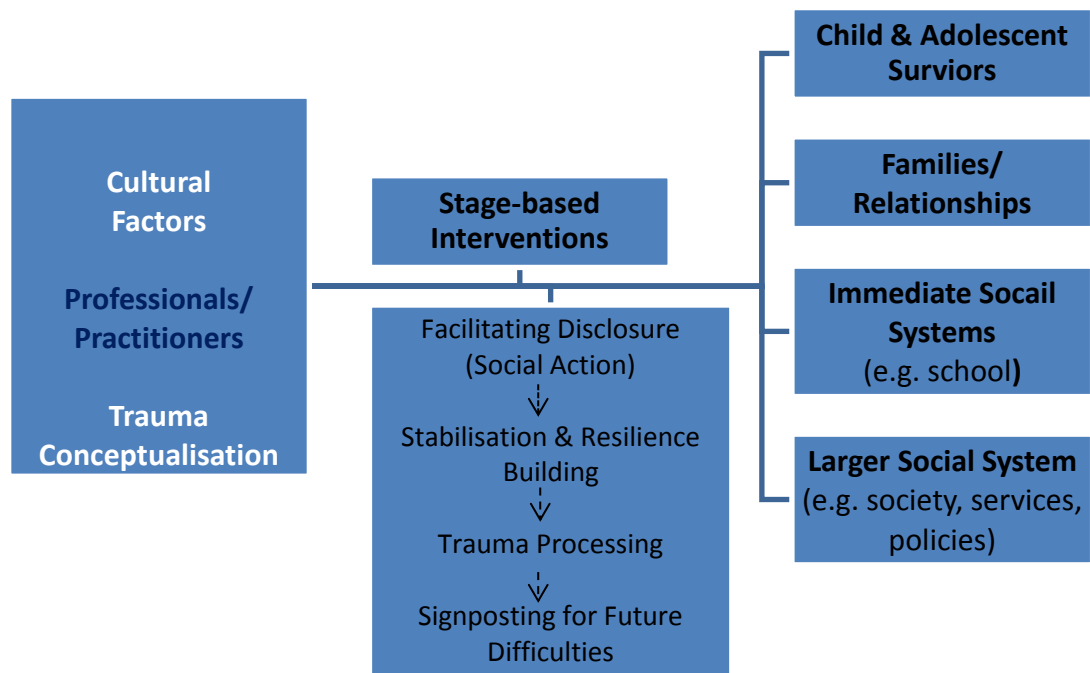 Cultural
Factors
Professionals/
Practitioners
Trauma
Conceptualisation
Stage-based
Interventions
Facilitating Disclosure
(Social Action)
Stabilisation & Resilience
Building
Trauma Processing
Signposting for Future
Difficulties
Child & Adolescent
Surviors
Families/
Relationships
Immediate Socail
Systems
(e.g. school)
Larger Social System
(e.g. society, services,
policies)